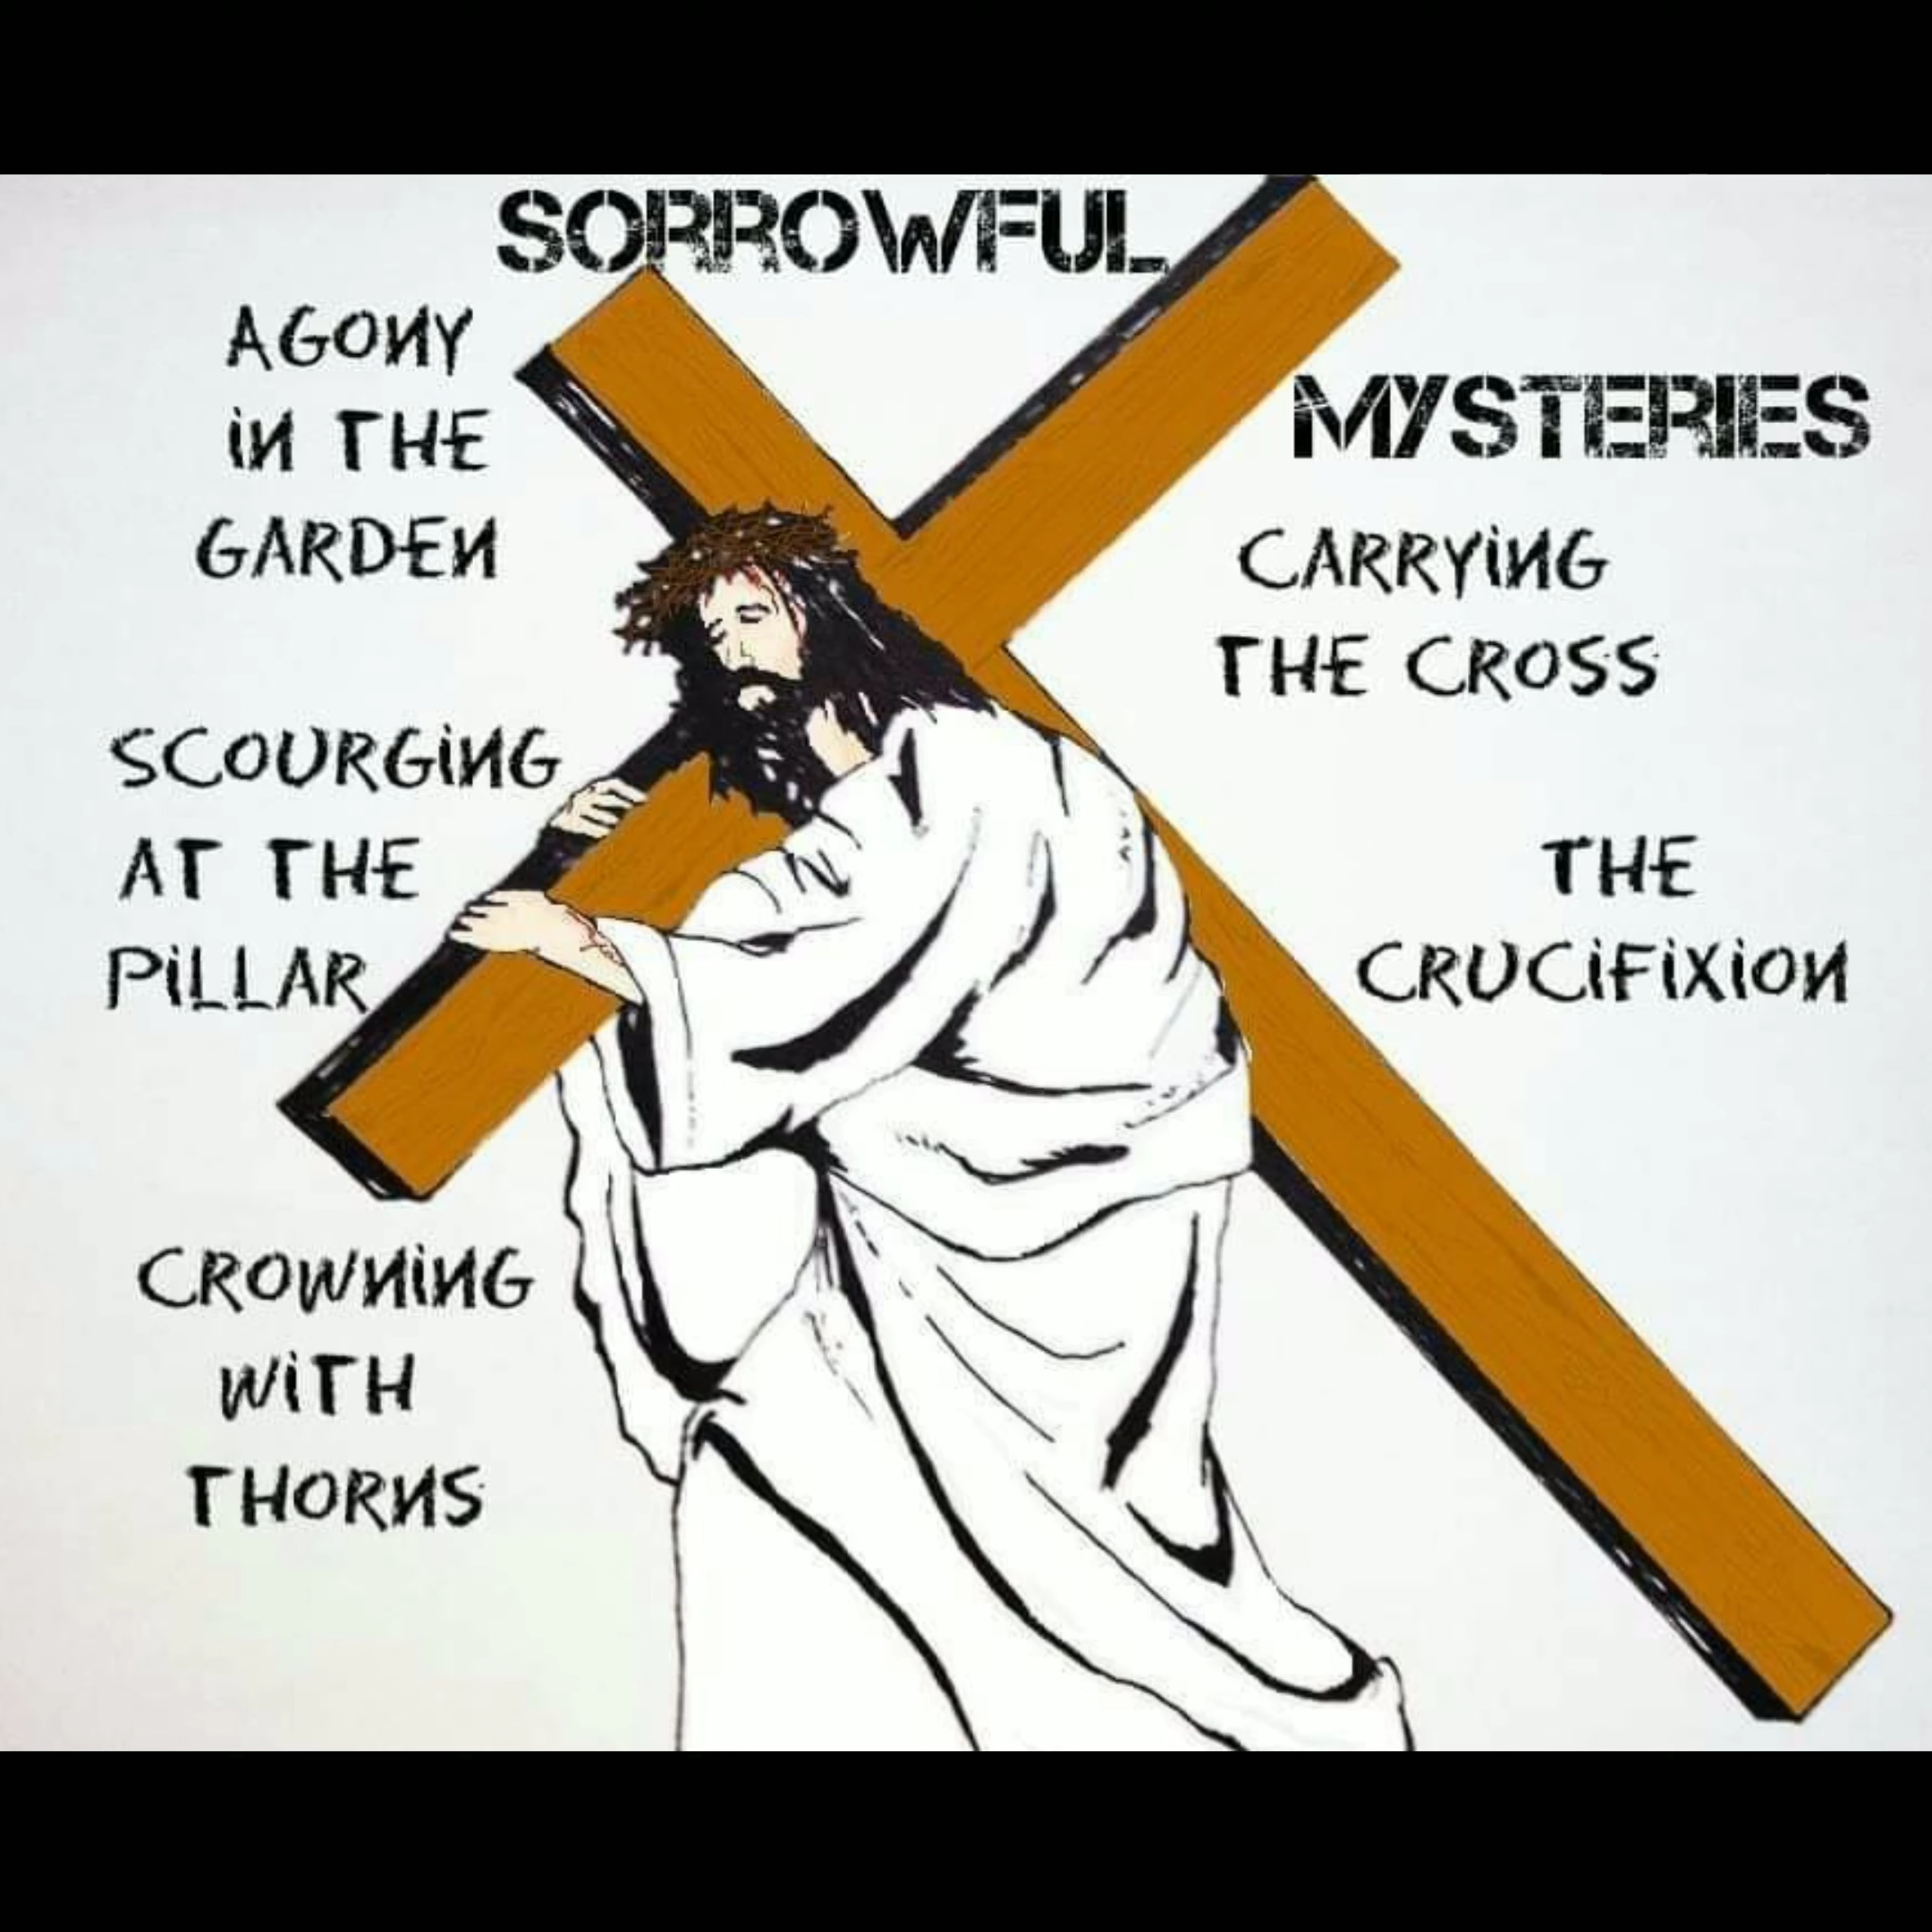 SORROWFUL
MYSTERIES
AGONY
iN THE
GARDEN
SCOURGiNG
AT THE
PiLLAR
CROWNiNG
WiTH
THORNS
CARRYiNG
THE CROSS
THE
CRUCiFiXiON